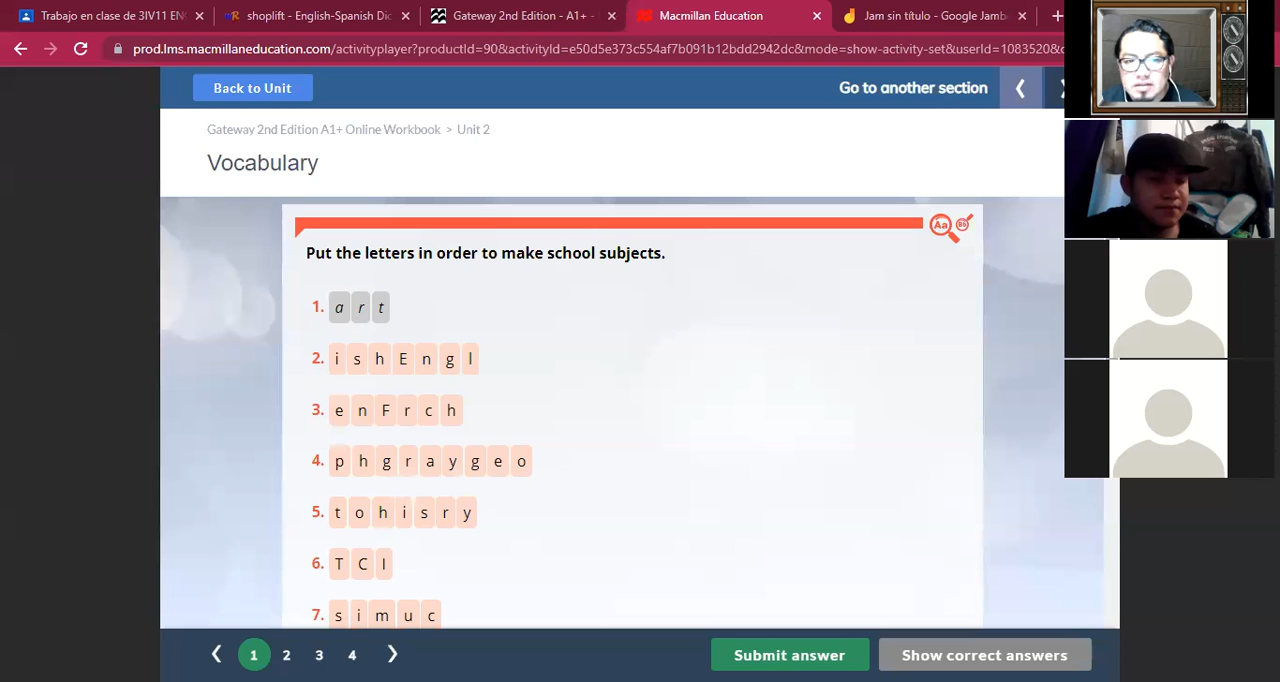 Trabajo en clase de 3IV11 EN
shoplift - English-Spanish Dic
Gateway 2nd Edition - A1+ -
Macmillan Education
Jam sin título - Google Jamb
prod.lms.macmillaneducation.com/activityplayer?productId=90&activityId=e50d5e373c554af7b091b12bdd2942dc&mode=show-activity-set&userId=1083520&c
Back to Unit
Go to another section
Gateway 2nd Edition A1+ Online Workbook > Unit 2
Vocabulary
Aa
Put the letters in order to make school subjects.
1. a r t
2. i s h E n g l
3. e n F r c h
4. p h g r a y g e o
5. t o h i s r y
6. T C I
7. s i m u c
1 2 3 4
Submit answer
Show correct answers